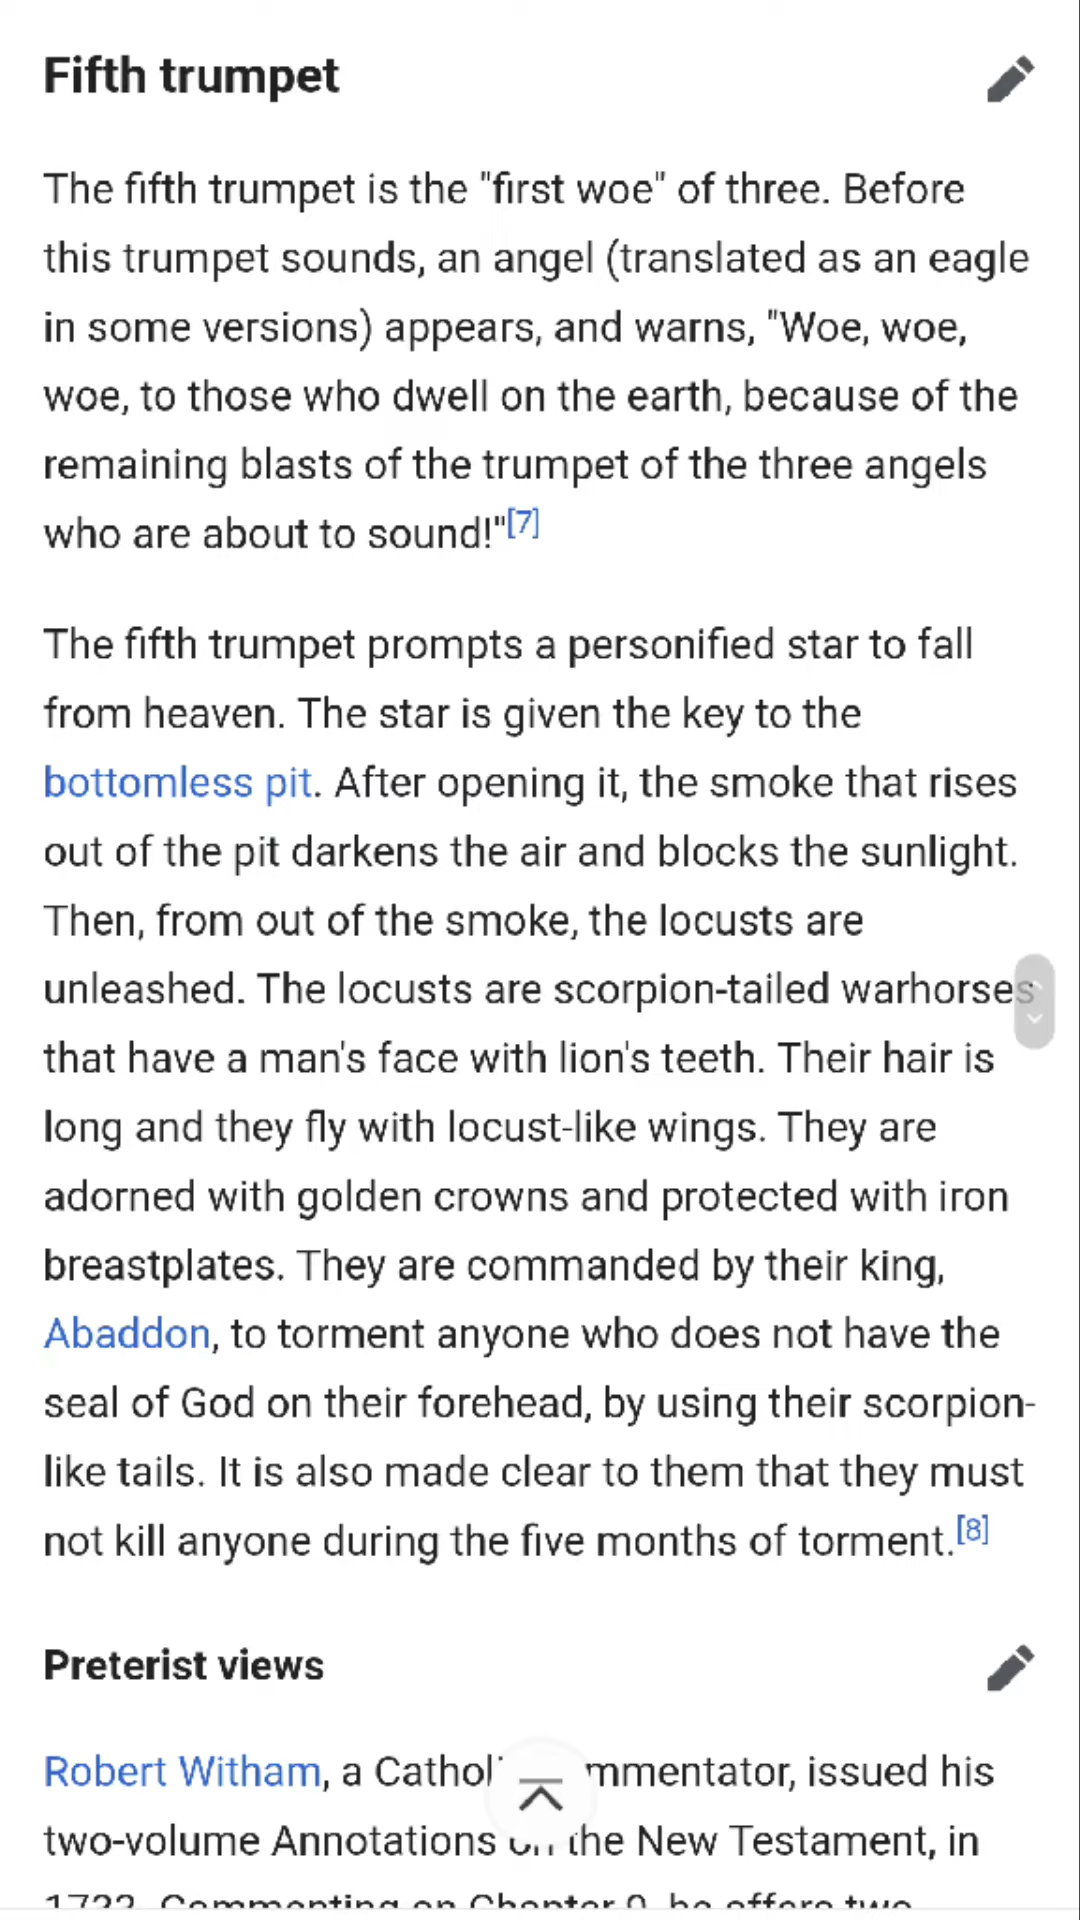 Fifth trumpet
The fifth trumpet is the "first woe" of three. Before
this trumpet sounds, an angel (translated as an eagle
in some versions) appears, and warns, "Woe, woe,
woe, to those who dwell on the earth, because of the
remaining blasts of the trumpet of the three angels
who are about to sound!"[7]
The fifth trumpet prompts a personified star to fall
from heaven. The star is given the key to the
bottomless pit. After opening it, the smoke that rises
out of the pit darkens the air and blocks the sunlight.
Then, from out of the smoke, the locusts are
unleashed. The locusts are scorpion-tailed warhorses
that have a man's face with lion's teeth. Their hair is
long and they fly with locust-like wings. They are
adorned with golden crowns and protected with iron
breastplates. They are commanded by their king,
Abaddon, to torment anyone who does not have the
seal of God on their forehead, by using their scorpion-
like tails. It is also made clear to them that they must
not kill anyone during the five months of torment.[8]
Preterist views
Robert Witham, a issued his
two-volume Annotations the New Testament, in
Commenting on Chapter he offers two